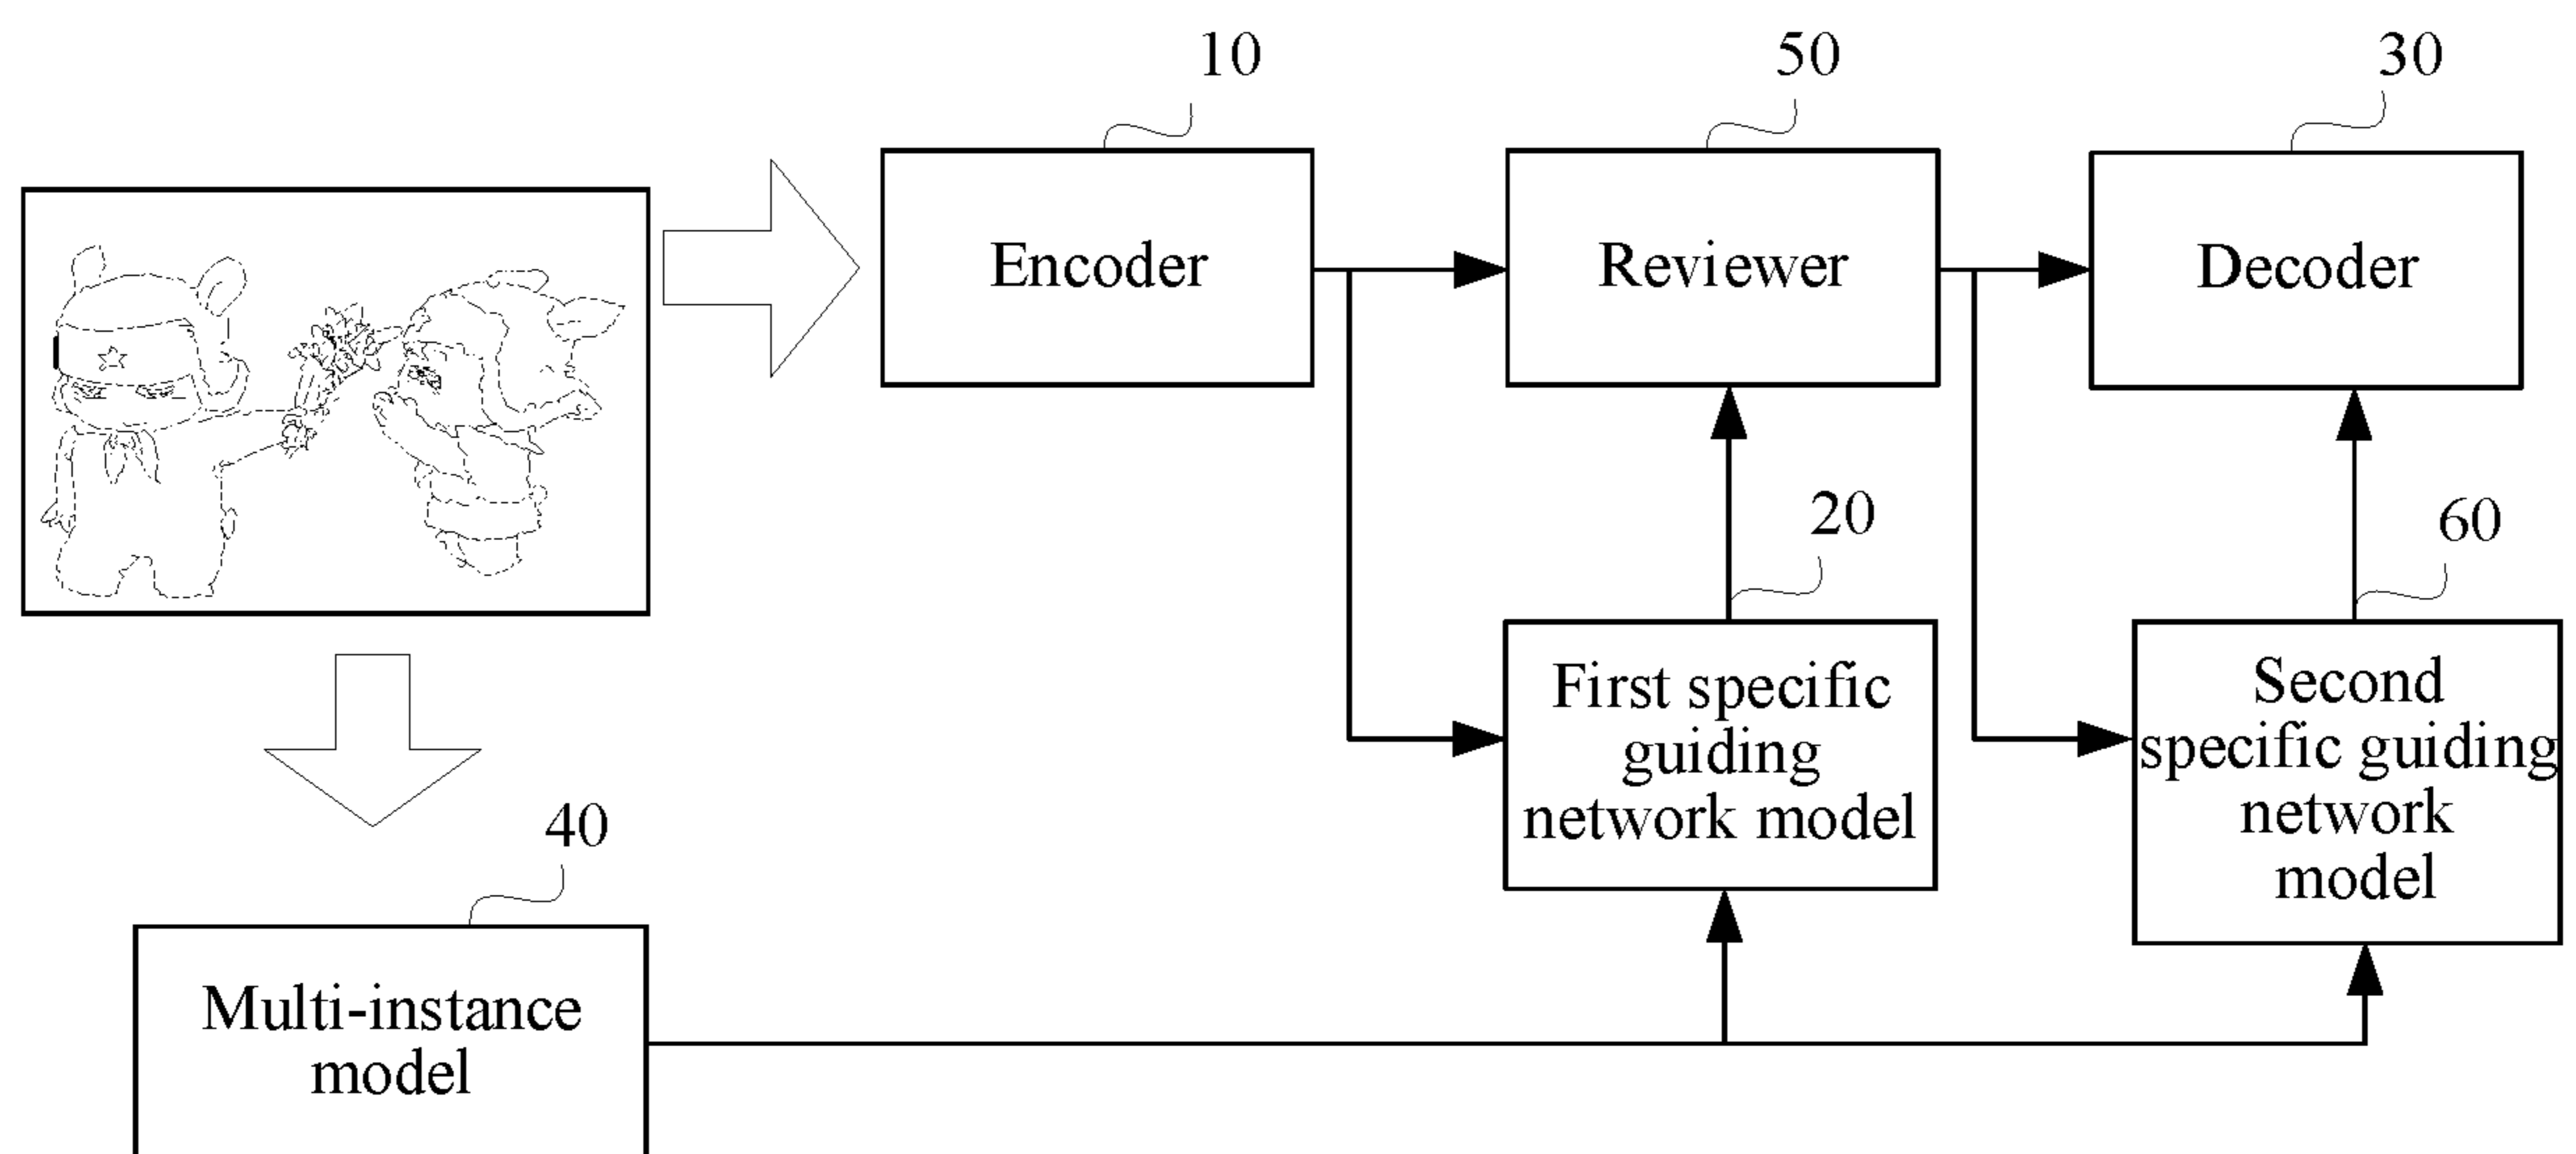 10
50
30
Encoder
Reviewer
Decoder
20
60
First specific
guiding
network model
Second
specific guiding
network
model
40
Multi-instance
model